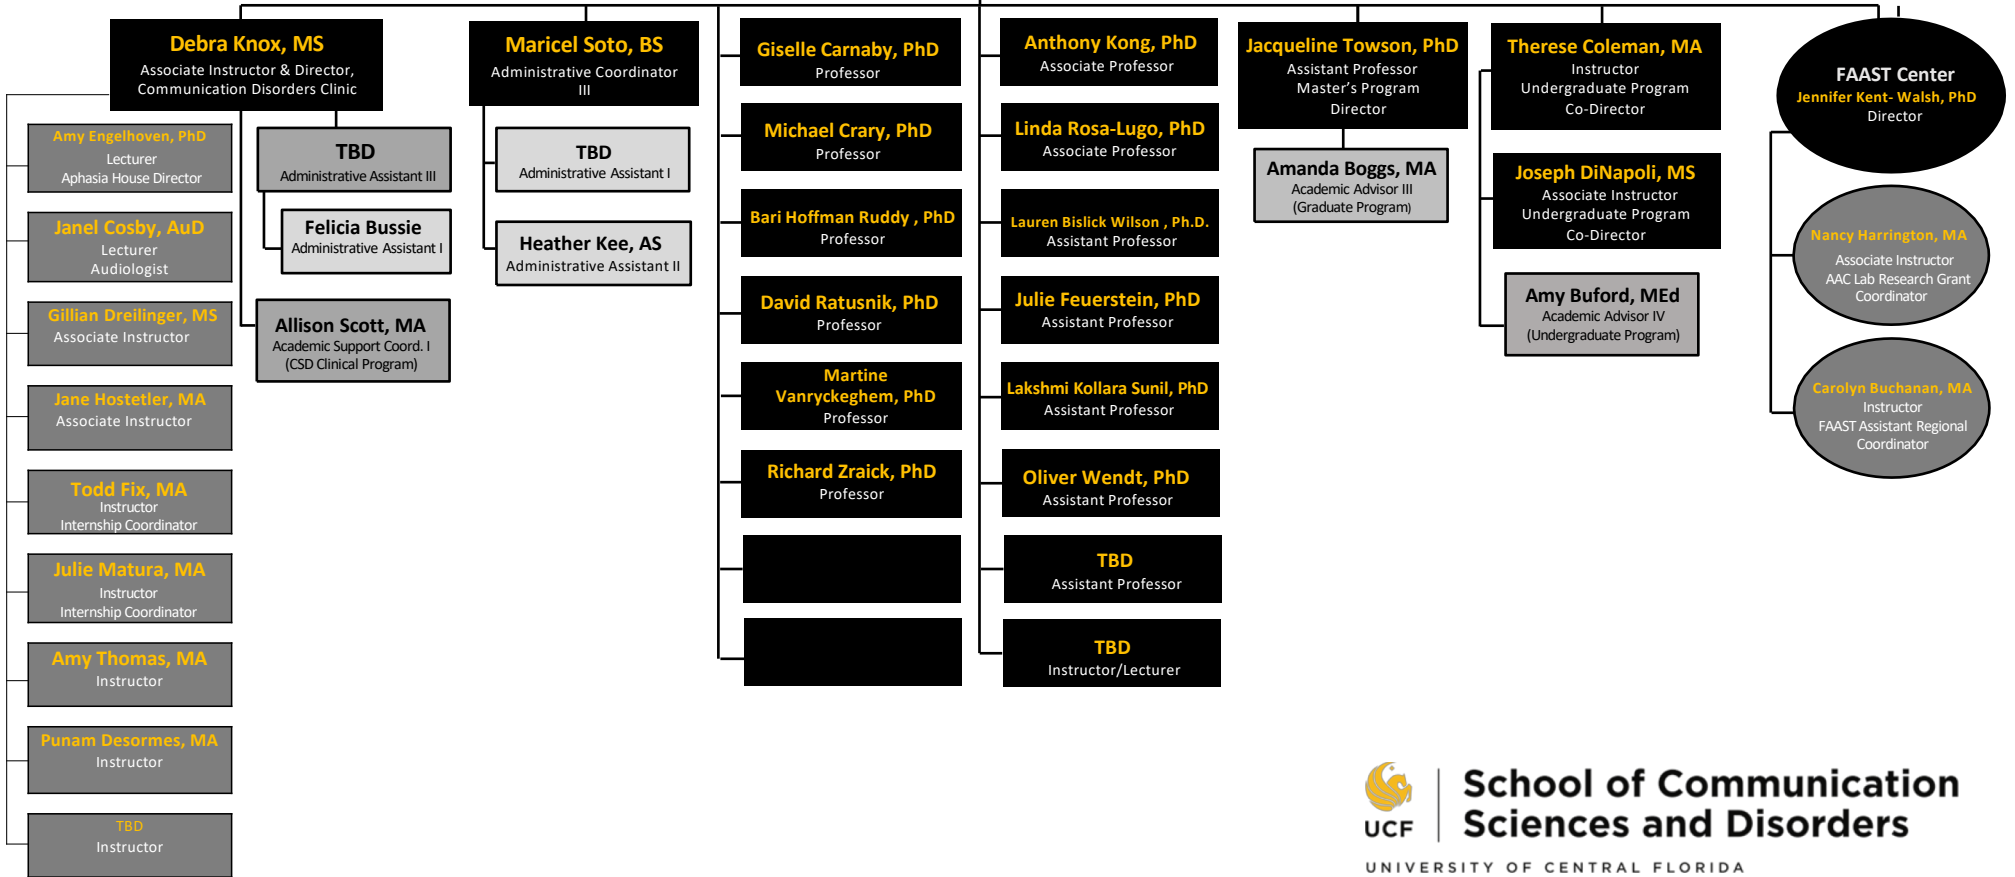 Debra Knox, MS
Associate Instructor & Director,
Communication Disorders Clinic
Amy Engelhoven, PhD
Lecturer
Aphasia House Director
Janel Cosby, AuD
Lecturer
Audiologist
Gillian Dreilinger, MS
Associate Instructor
Jane Hostetler, MA
Associate Instructor
Todd Fix, MA
Instructor
Internship Coordinator
Julie Matura, MA
Instructor
Internship Coordinator
Amy Thomas, MA
Instructor
Punam Desormes, MA
Instructor
TBD
Instructor
TBD
Administrative Assistant III
Felicia Bussie
Administrative Assistant I
Allison Scott, MA
Academic Support Coord. I
(CSD Clinical Program)
Maricel Soto, BS
Administrative Coordinator
III
TBD
Administrative Assistant I
Heather Kee, AS
Administrative Assistant II
Giselle Carnaby, PhD
Professor
Michael Crary, PhD
Professor
Bari Hoffman Ruddy , PhD
Professor
David Ratusnik, PhD
Professor
Martine
Vanryckeghem, PhD
Professor
Richard Zraick, PhD
Professor
Anthony Kong, PhD
Associate Professor
Linda Rosa-Lugo, PhD
Associate Professor
Lauren Bislick Wilson , Ph.D.
Assistant Professor
Julie Feuerstein, PhD
Assistant Professor
Lakshmi Kollara Sunil, PhD
Assistant Professor
Oliver Wendt, PhD
Assistant Professor
TBD
Assistant Professor
TBD
Instructor/Lecturer
Jacqueline Towson, PhD
Assistant Professor
Master's Program
Director
Amanda Boggs, MA
Academic Advisor III
(Graduate Program)
Therese Coleman, MA
Instructor
Undergraduate Program
Co-Director
Joseph DiNapoli, MS
Associate Instructor
Undergraduate Program
Co-Director
Amy Buford, MEd
Academic Advisor IV
(Undergraduate Program)
FAAST Center
Jennifer Kent- Walsh, PhD
Director
Nancy Harrington, MA
Associate Instructor
AAC Lab Research Grant
Coordinator
Carolyn Buchanan, MA
Instructor
FAAST Assistant Regional
Coordinator
UCF
School of Communication
Sciences and Disorders
UNIVERSITY OF CENTRAL FLORIDA